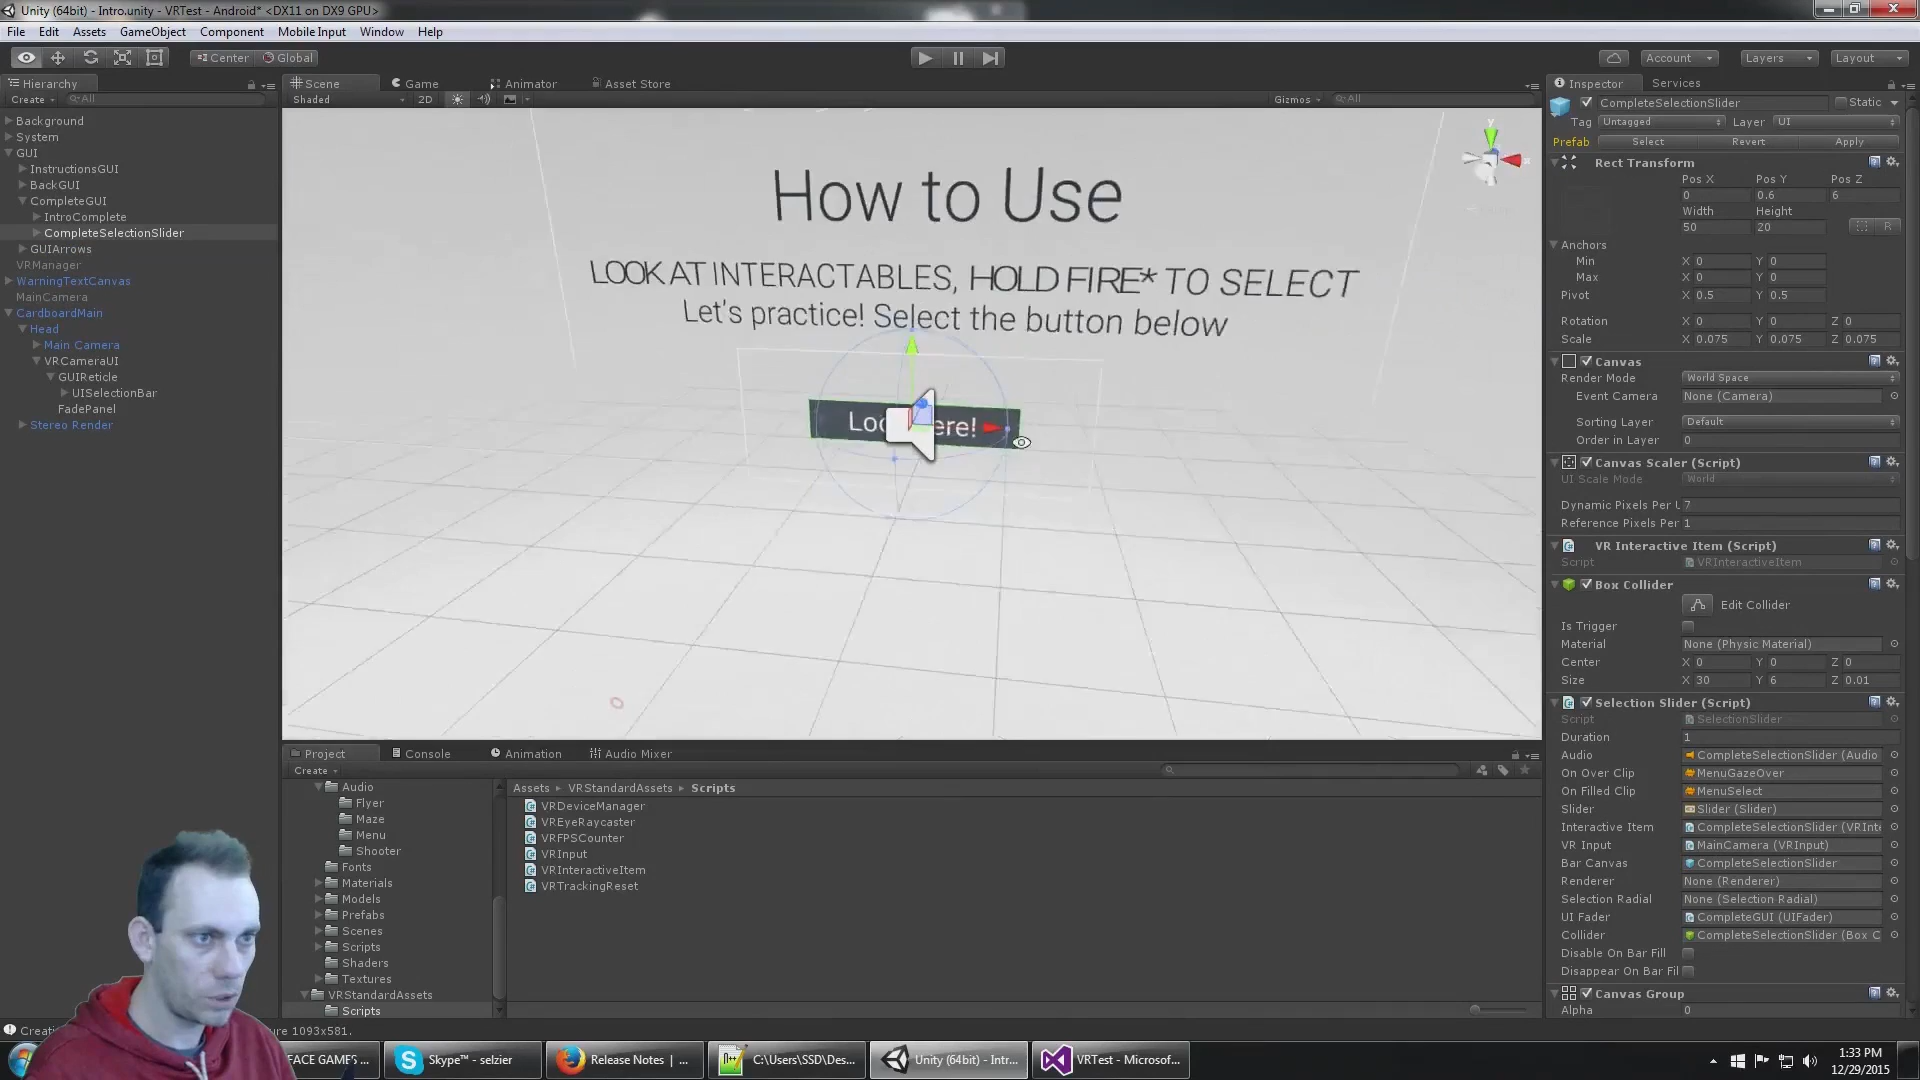 Unity (64bit) - Intro.unity - VRTest - Android* <DX11 on DX9 GPU>
File Edit Assets GameObject Component Mobile Input Window Help
Center Global Account Layers Layout
Hierarchy
Create All
Background
System
GUI
InstructionsGUI
BackGUI
CompleteGUI
IntroComplete
CompleteSelectionSlider
GUIArrows
VRManager
WarningTextCanvas
MainCamera
CardboardMain
Head
Main Camera
VRCameraUI
GUIReticle
UISelectionBar
FadePanel
Stereo Render
Scene Game Animator Asset Store
Shaded 2D Gizmos All
y
x
How to Use
LOOK AT INTERACTABLES, HOLD FIRE* TO SELECT
Let's practice! Select the button below
Project Console Animation Audio Mixer
Create
Audio
Flyer
Maze
Menu
Shooter
Fonts
Materials
Models
Prefabs
Scenes
Scripts
Shaders
Textures
VRStandardAssets
Scripts
Assets VRStandardAssets Scripts
VRDeviceManager
VREyeRaycaster
VRFPSCounter
VRInput
VRInteractiveItem
VRTrackingReset
Inspector Services
CompleteSelectionSlider Static
Tag Untagged Layer UI
Prefab Select Revert Apply
Rect Transform
Pos X Pos Y Pos Z
0 0.6 6
Width Height
50 20 R
Anchors
Min X 0 Y 0
Max X 0 Y 0
Pivot X 0.5 Y 0.5
Rotation X 0 Y 0 Z 0
Scale X 0.075 Y 0.075 Z 0.075
Canvas
Render Mode World Space
Event Camera None (Camera)
Sorting Layer Default
Order in Layer 0
Canvas Scaler (Script)
UI Scale Mode World
Dynamic Pixels Per U 7
Reference Pixels Per 1
VR Interactive Item (Script)
Script VRInteractiveItem
Box Collider
Edit Collider
Is Trigger
Material None (Physic Material)
Center X 0 Y 0 Z 0
Size X 30 Y 6 Z 0.01
Selection Slider (Script)
Script SelectionSlider
Duration 1
Audio CompleteSelectionSlider (Audio
On Over Clip MenuGazeOver
On Filled Clip MenuSelect
Slider Slider (Slider)
Interactive Item CompleteSelectionSlider (VRInte
VR Input MainCamera (VRInput)
Bar Canvas CompleteSelectionSlider
Renderer None (Renderer)
Selection Radial None (Selection Radial)
UI Fader CompleteGUI (UIFader)
Collider CompleteSelectionSlider (Box C
Disable On Bar Fill
Disappear On Bar Fil
Canvas Group
Alpha 0
ure 1093x581.
FACE GAMES ... Skype™ - selzier Release Notes | ... C:\Users\SSD\Des... Unity (64bit) - Intr... VRTest - Microsof...
1:33 PM
12/29/2015